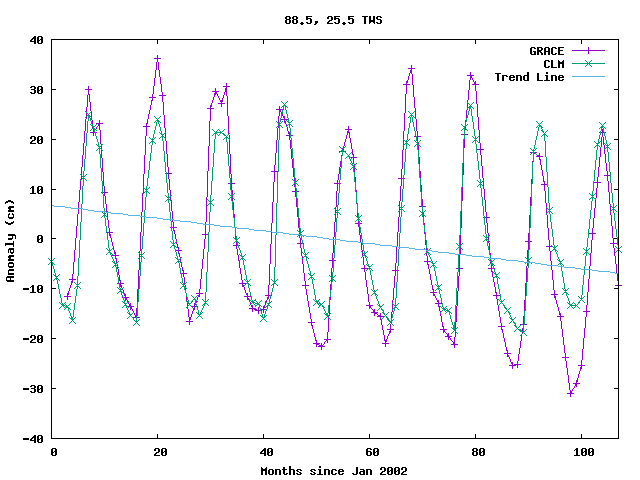 88.5, 25.5 TWS
GRACE
CLM
Trend Line
40
30
20
10
0
-10
-20
-30
-40
Anomaly (cm)
0 20 40 60 80 100
Months since Jan 2002